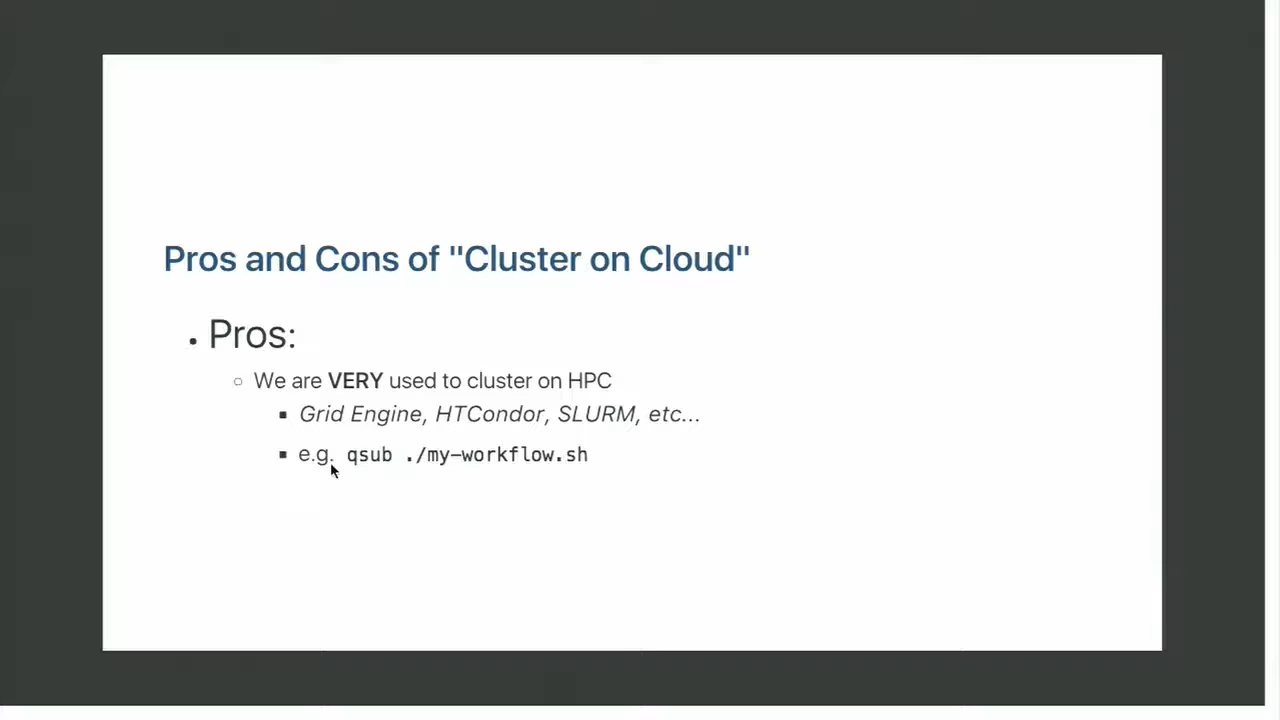 Pros and Cons of "Cluster on Cloud"
Pros:
We are VERY used to cluster on HPC
Grid Engine, HTCondor, SLURM, etc...
e.g. qsub ./my-workflow.sh